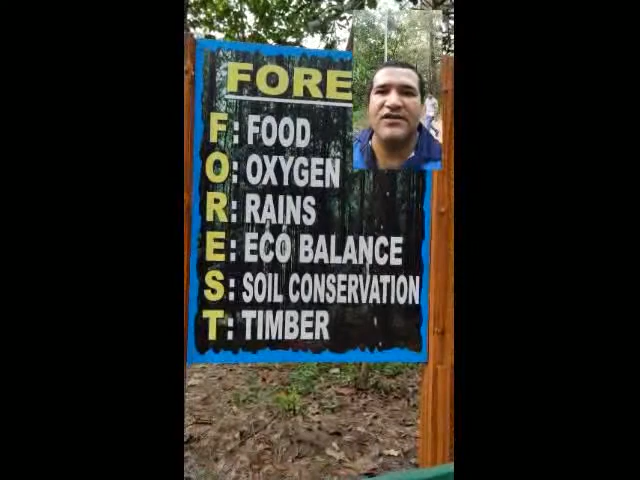 FORE
F: FOOD
O: OXYGEN
R: RAINS
E: ECO BALANCE
S: SOIL CONSERVATION
T: TIMBER